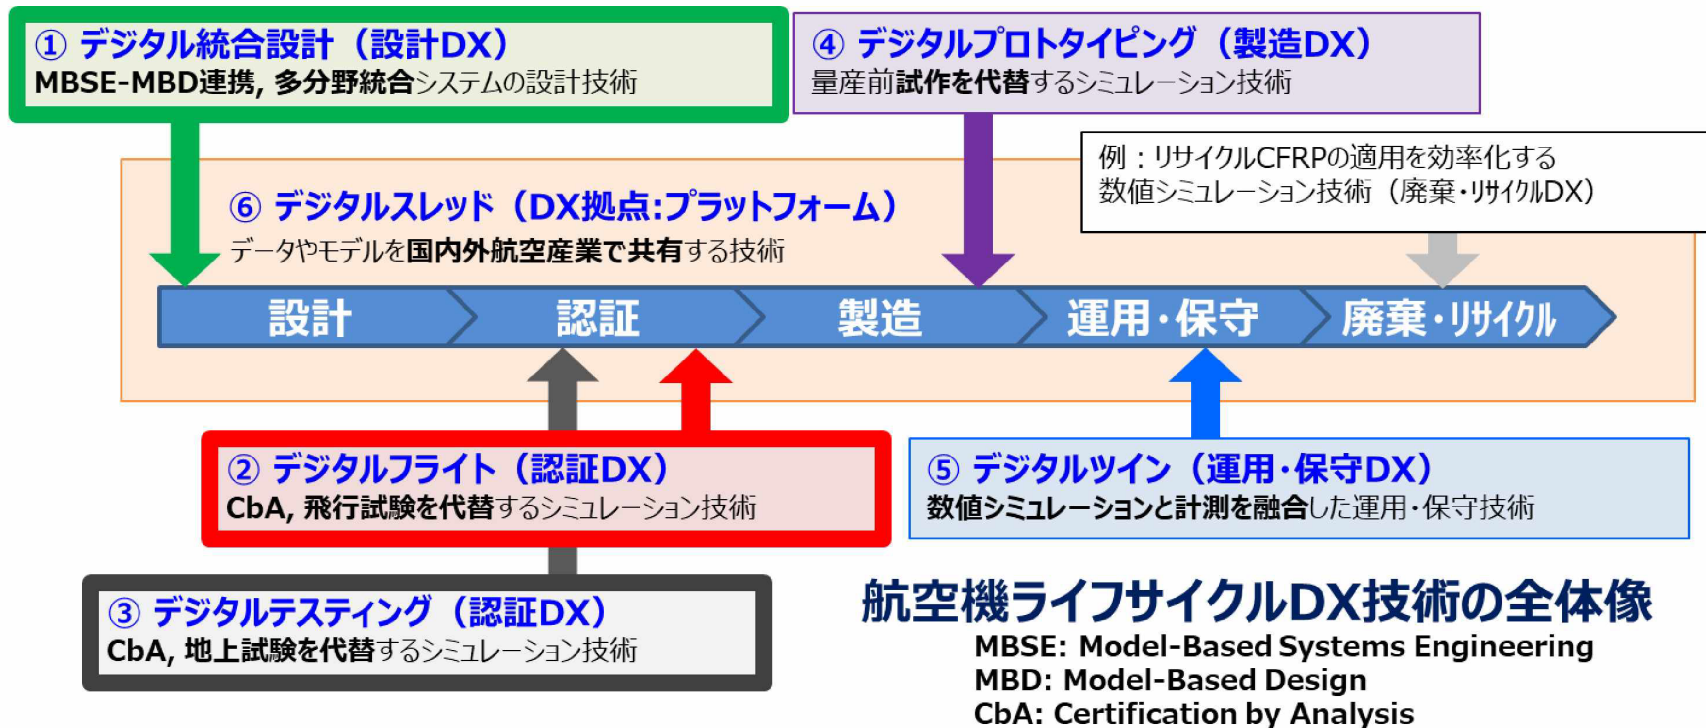 ① デジタル統合設計（設計DX）
MBSE-MBD連携, 多分野統合システムの設計技術
④ デジタルプロトタイピング（製造DX）
量産前試作を代替するシミュレーション技術
例：リサイクルCFRPの適用を効率化する
数値シミュレーション技術（廃棄・リサイクルDX）
⑥ デジタルスレッド（DX拠点:プラットフォーム）
データやモデルを国内外航空産業で共有する技術
設計
認証
製造
運用・保守
廃棄・リサイクル
② デジタルフライト（認証DX）
CbA, 飛行試験を代替するシミュレーション技術
⑤ デジタルツイン（運用・保守DX）
数値シミュレーションと計測を融合した運用・保守技術
③ デジタルテスティング（認証DX）
CbA, 地上試験を代替するシミュレーション技術
航空機ライフサイクルDX技術の全体像
MBSE: Model-Based Systems Engineering
MBD: Model-Based Design
CbA: Certification by Analysis